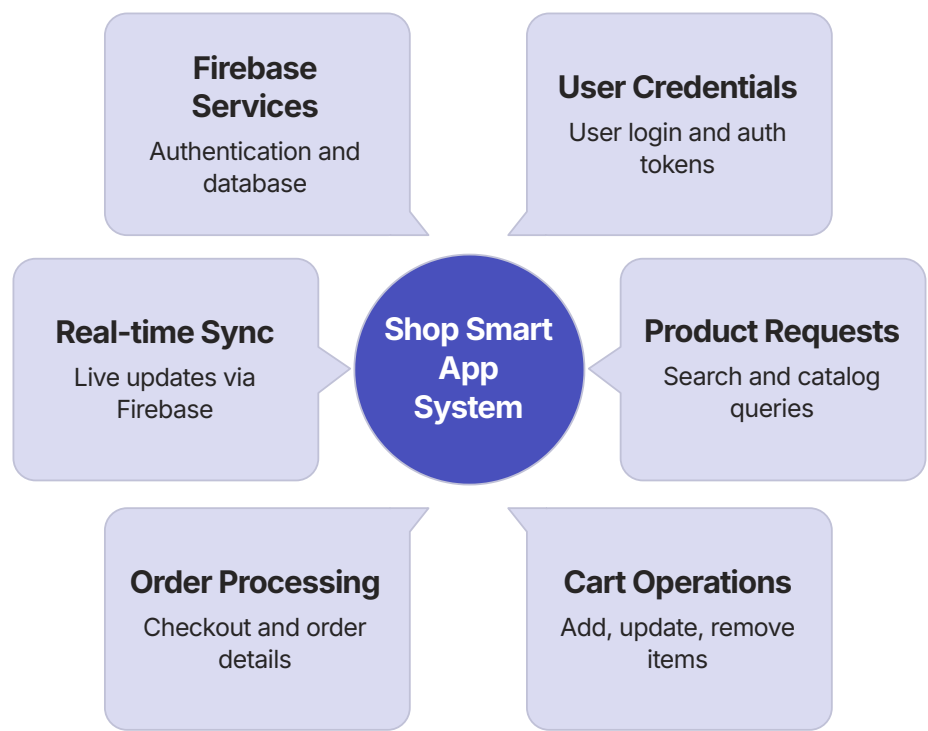 Firebase
Services
Authentication and
database
User Credentials
User login and auth
tokens
Real-time Sync
Live updates via
Firebase
Shop Smart
App
System
Product Requests
Search and catalog
queries
Order Processing
Checkout and order
details
Cart Operations
Add, update, remove
items